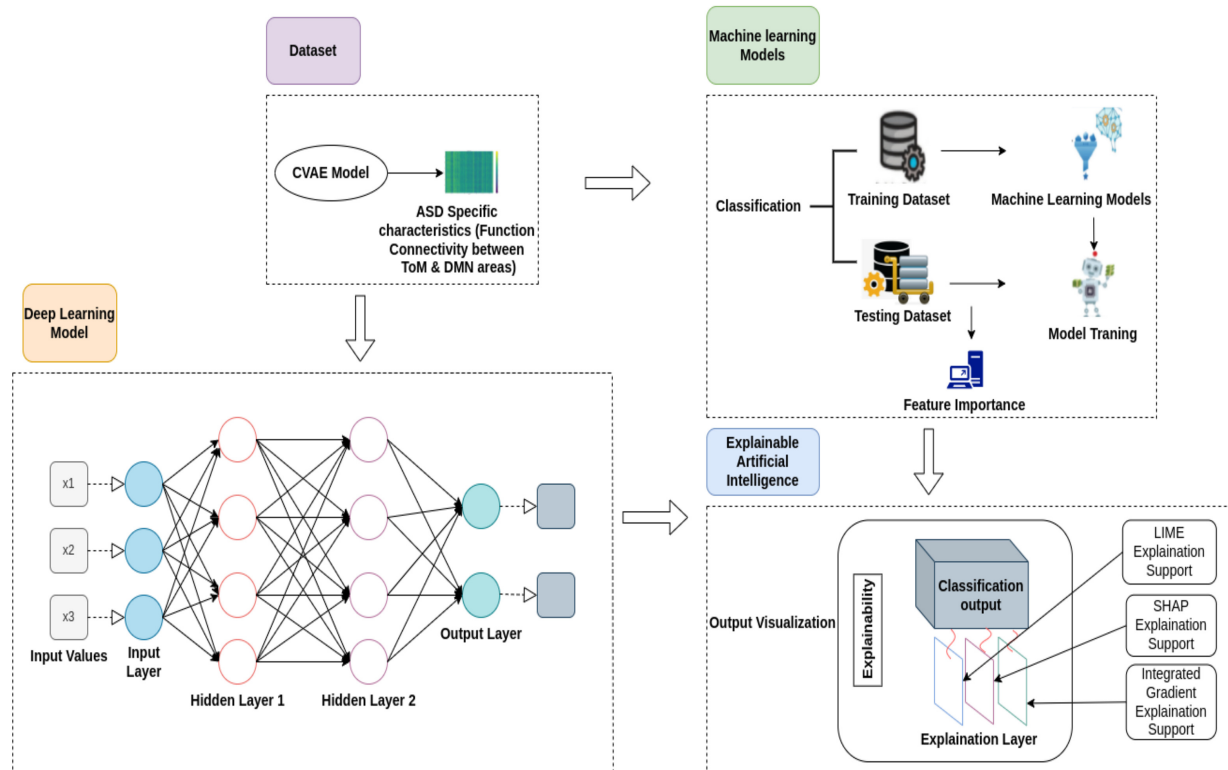 Dataset
CVAE Model
ASD Specific
characteristics (Function
Connectivity between
ToM & DMN areas)
Machine learning
Models
Classification
Training Dataset
Machine Learning Models
Testing Dataset
Model Traning
Feature Importance
Deep Learning
Model
x1
x2
x3
Input Values
Input
Layer
Hidden Layer 1
Hidden Layer 2
Output Layer
Explainable
Artificial
Intelligence
Output Visualization
Explainability
Classification
output
Explaination Layer
LIME
Explaination
Support
SHAP
Explaination
Support
Integrated
Gradient
Explaination
Support